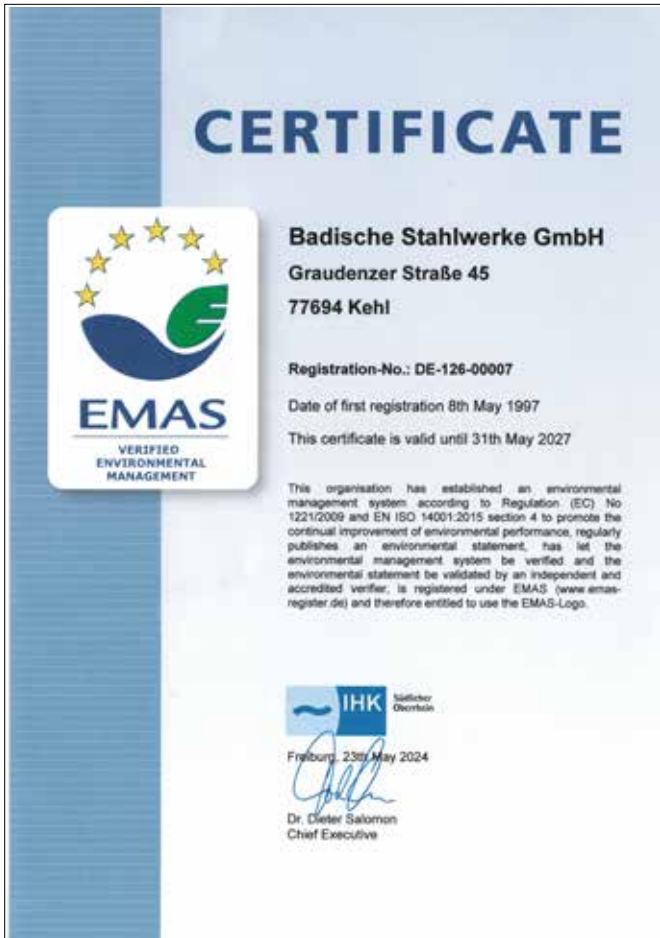 CERTIFICATE
Badische Stahlwerke GmbH
Graudenzer Straße 45
77694 Kehl
Registration-No.: DE-126-00007
Date of first registration 8th May 1997
This certificate is valid until 31th May 2027
EMAS
VERIFIED
ENVIRONMENTAL
MANAGEMENT
This organisation has established an environmental
management system according to Regulation (EC) No
1221/2009 and EN ISO 14001:2015 section 4 to promote the
continual improvement of environmental performance, regularly
publishes an environmental statement, has let the
environmental management system be verified and the
environmental statement be validated by an independent and
accredited verifier, is registered under EMAS (www.emas-
register.de) and therefore entitled to use the EMAS-Logo.
IHK
Südlicher
Oberrhein
Freiburg, 23th May 2024
Dr. Dieter Salomon
Chief Executive